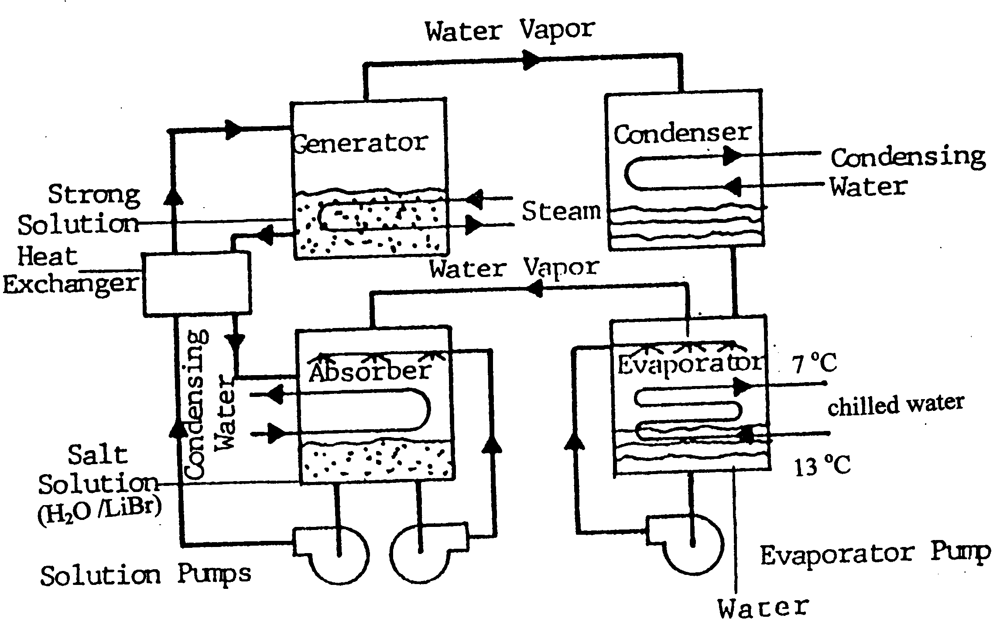 Water Vapor
Generator
Condenser
Condensing
Water
Strong
Solution
Steam
Heat
Exchanger
Water Vapor
Condensing
Water
Absorber
Evaporator
7 °C
chilled water
13 °C
Salt
Solution
(H₂O /LiBr)
Solution Pumps
Evaporator Pump
Water